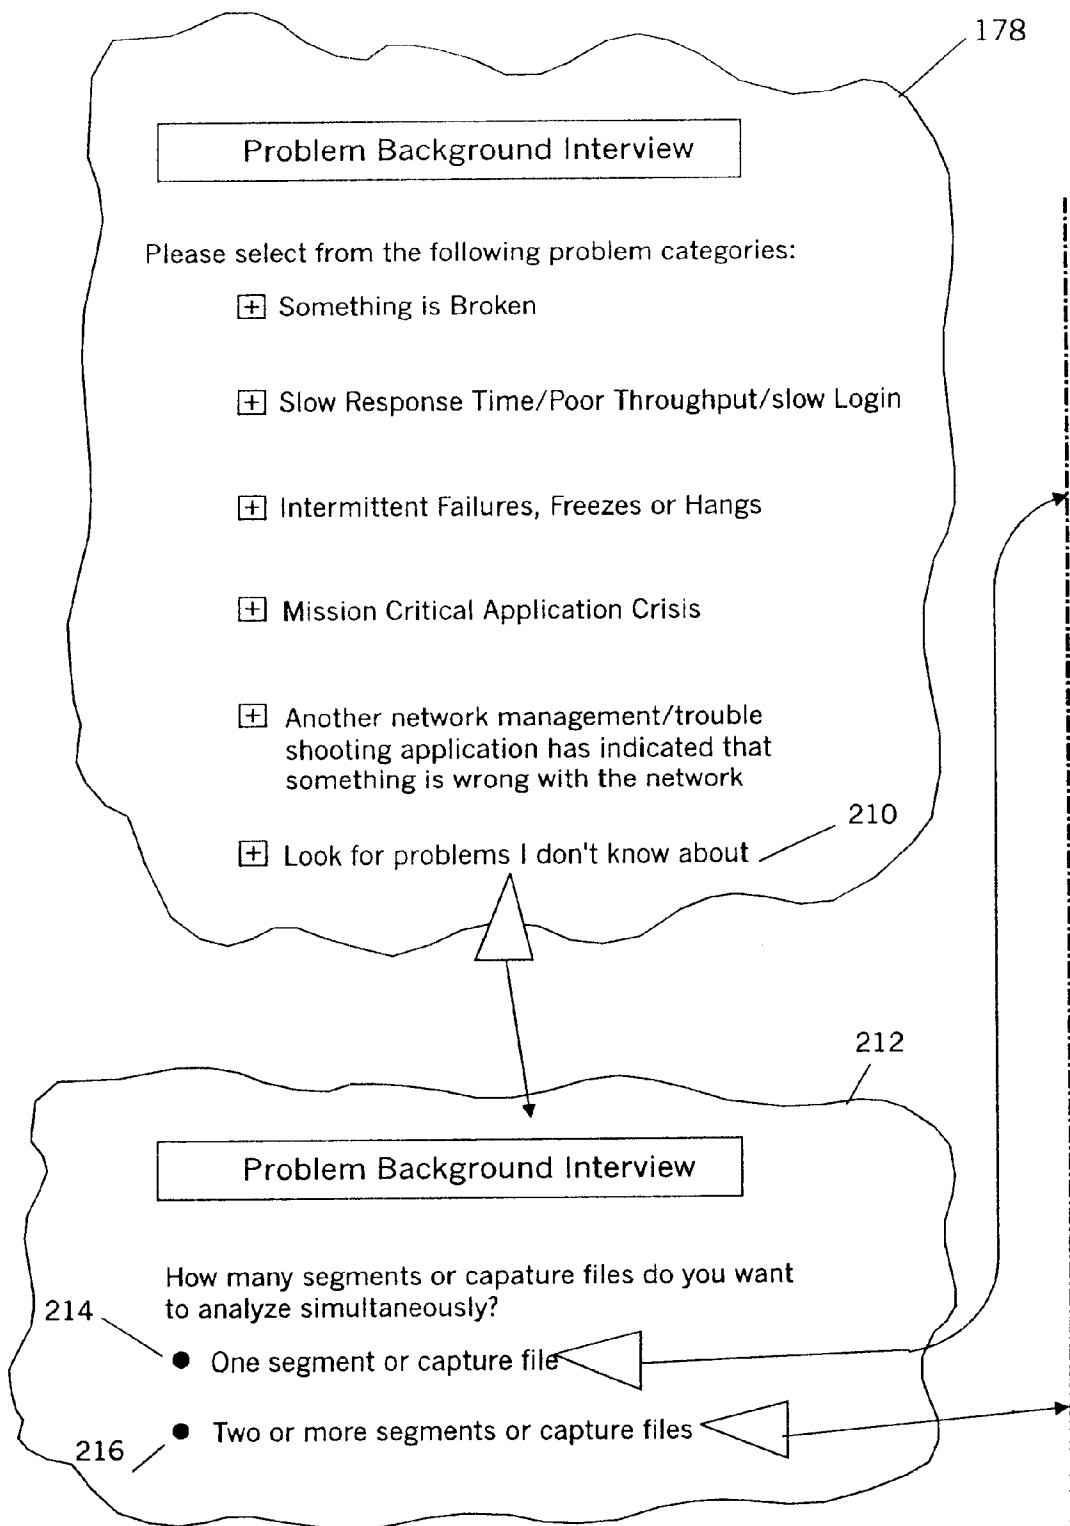 178
Problem Background Interview
Please select from the following problem categories:
+ Something is Broken
+ Slow Response Time/Poor Throughput/slow Login
+ Intermittent Failures, Freezes or Hangs
+ Mission Critical Application Crisis
+ Another network management/trouble
shooting application has indicated that
something is wrong with the network
210
+ Look for problems I don't know about
212
Problem Background Interview
How many segments or capature files do you want
to analyze simultaneously?
214
● One segment or capture file
● Two or more segments or capture files
216